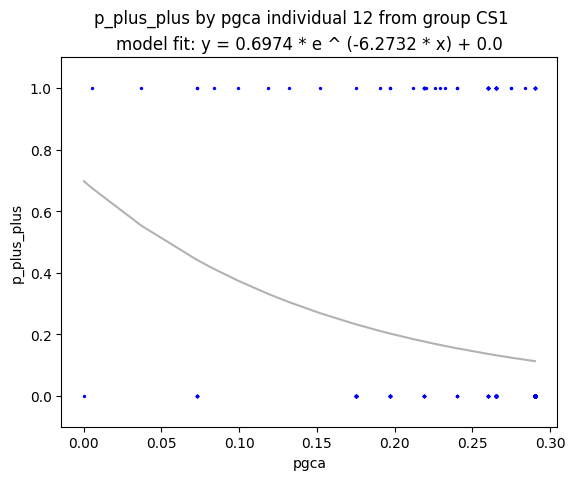 p_plus_plus by pgca individual 12 from group CS1
model fit: y = 0.6974 * e ^ (-6.2732 * x) + 0.0
1.0
0.8
0.6
0.4
0.2
0.0
p_plus_plus
0.00 0.05 0.10 0.15 0.20 0.25 0.30
pgca